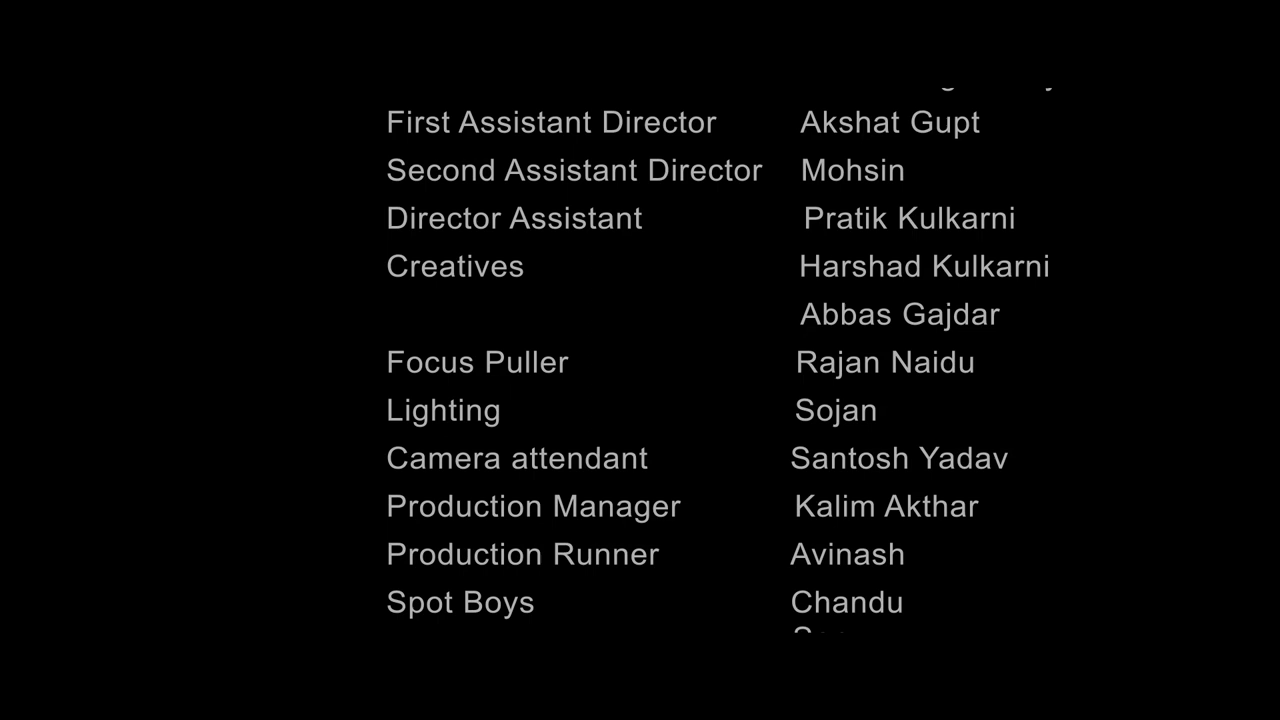 First Assistant Director Akshat Gupt
Second Assistant Director Mohsin
Director Assistant Pratik Kulkarni
Creatives Harshad Kulkarni
Abbas Gajdar
Focus Puller Rajan Naidu
Lighting Sojan
Camera attendant Santosh Yadav
Production Manager Kalim Akthar
Production Runner Avinash
Spot Boys Chandu